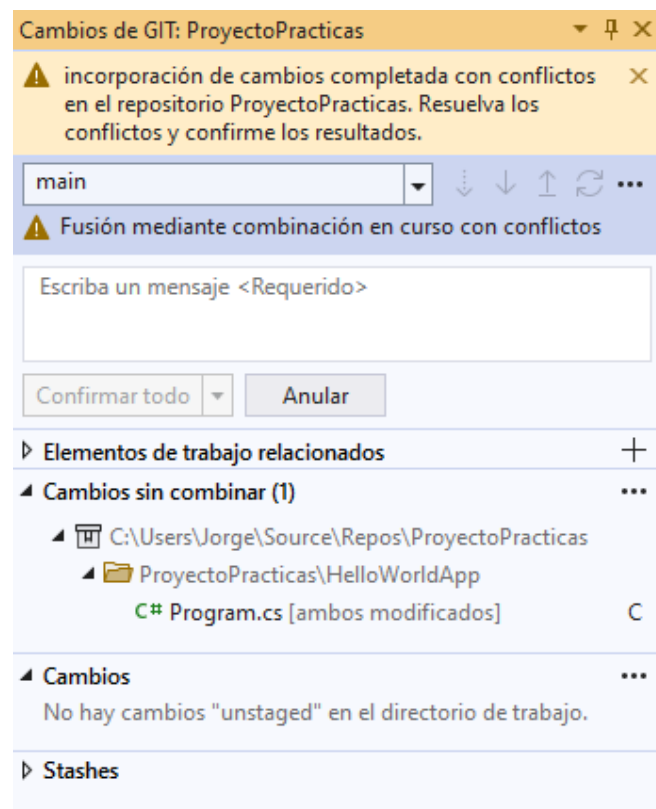 Cambios de GIT: ProyectoPracticas
incorporación de cambios completada con conflictos
en el repositorio ProyectoPracticas. Resuelva los
conflictos y confirme los resultados.
main
Fusión mediante combinación en curso con conflictos
Escriba un mensaje <Requerido>
Confirmar todo Anular
Elementos de trabajo relacionados
Cambios sin combinar (1)
C:\Users\Jorge\Source\Repos\ProyectoPracticas
ProyectoPracticas\HelloWorldApp
C# Program.cs [ambos modificados] C
Cambios
No hay cambios "unstaged" en el directorio de trabajo.
Stashes